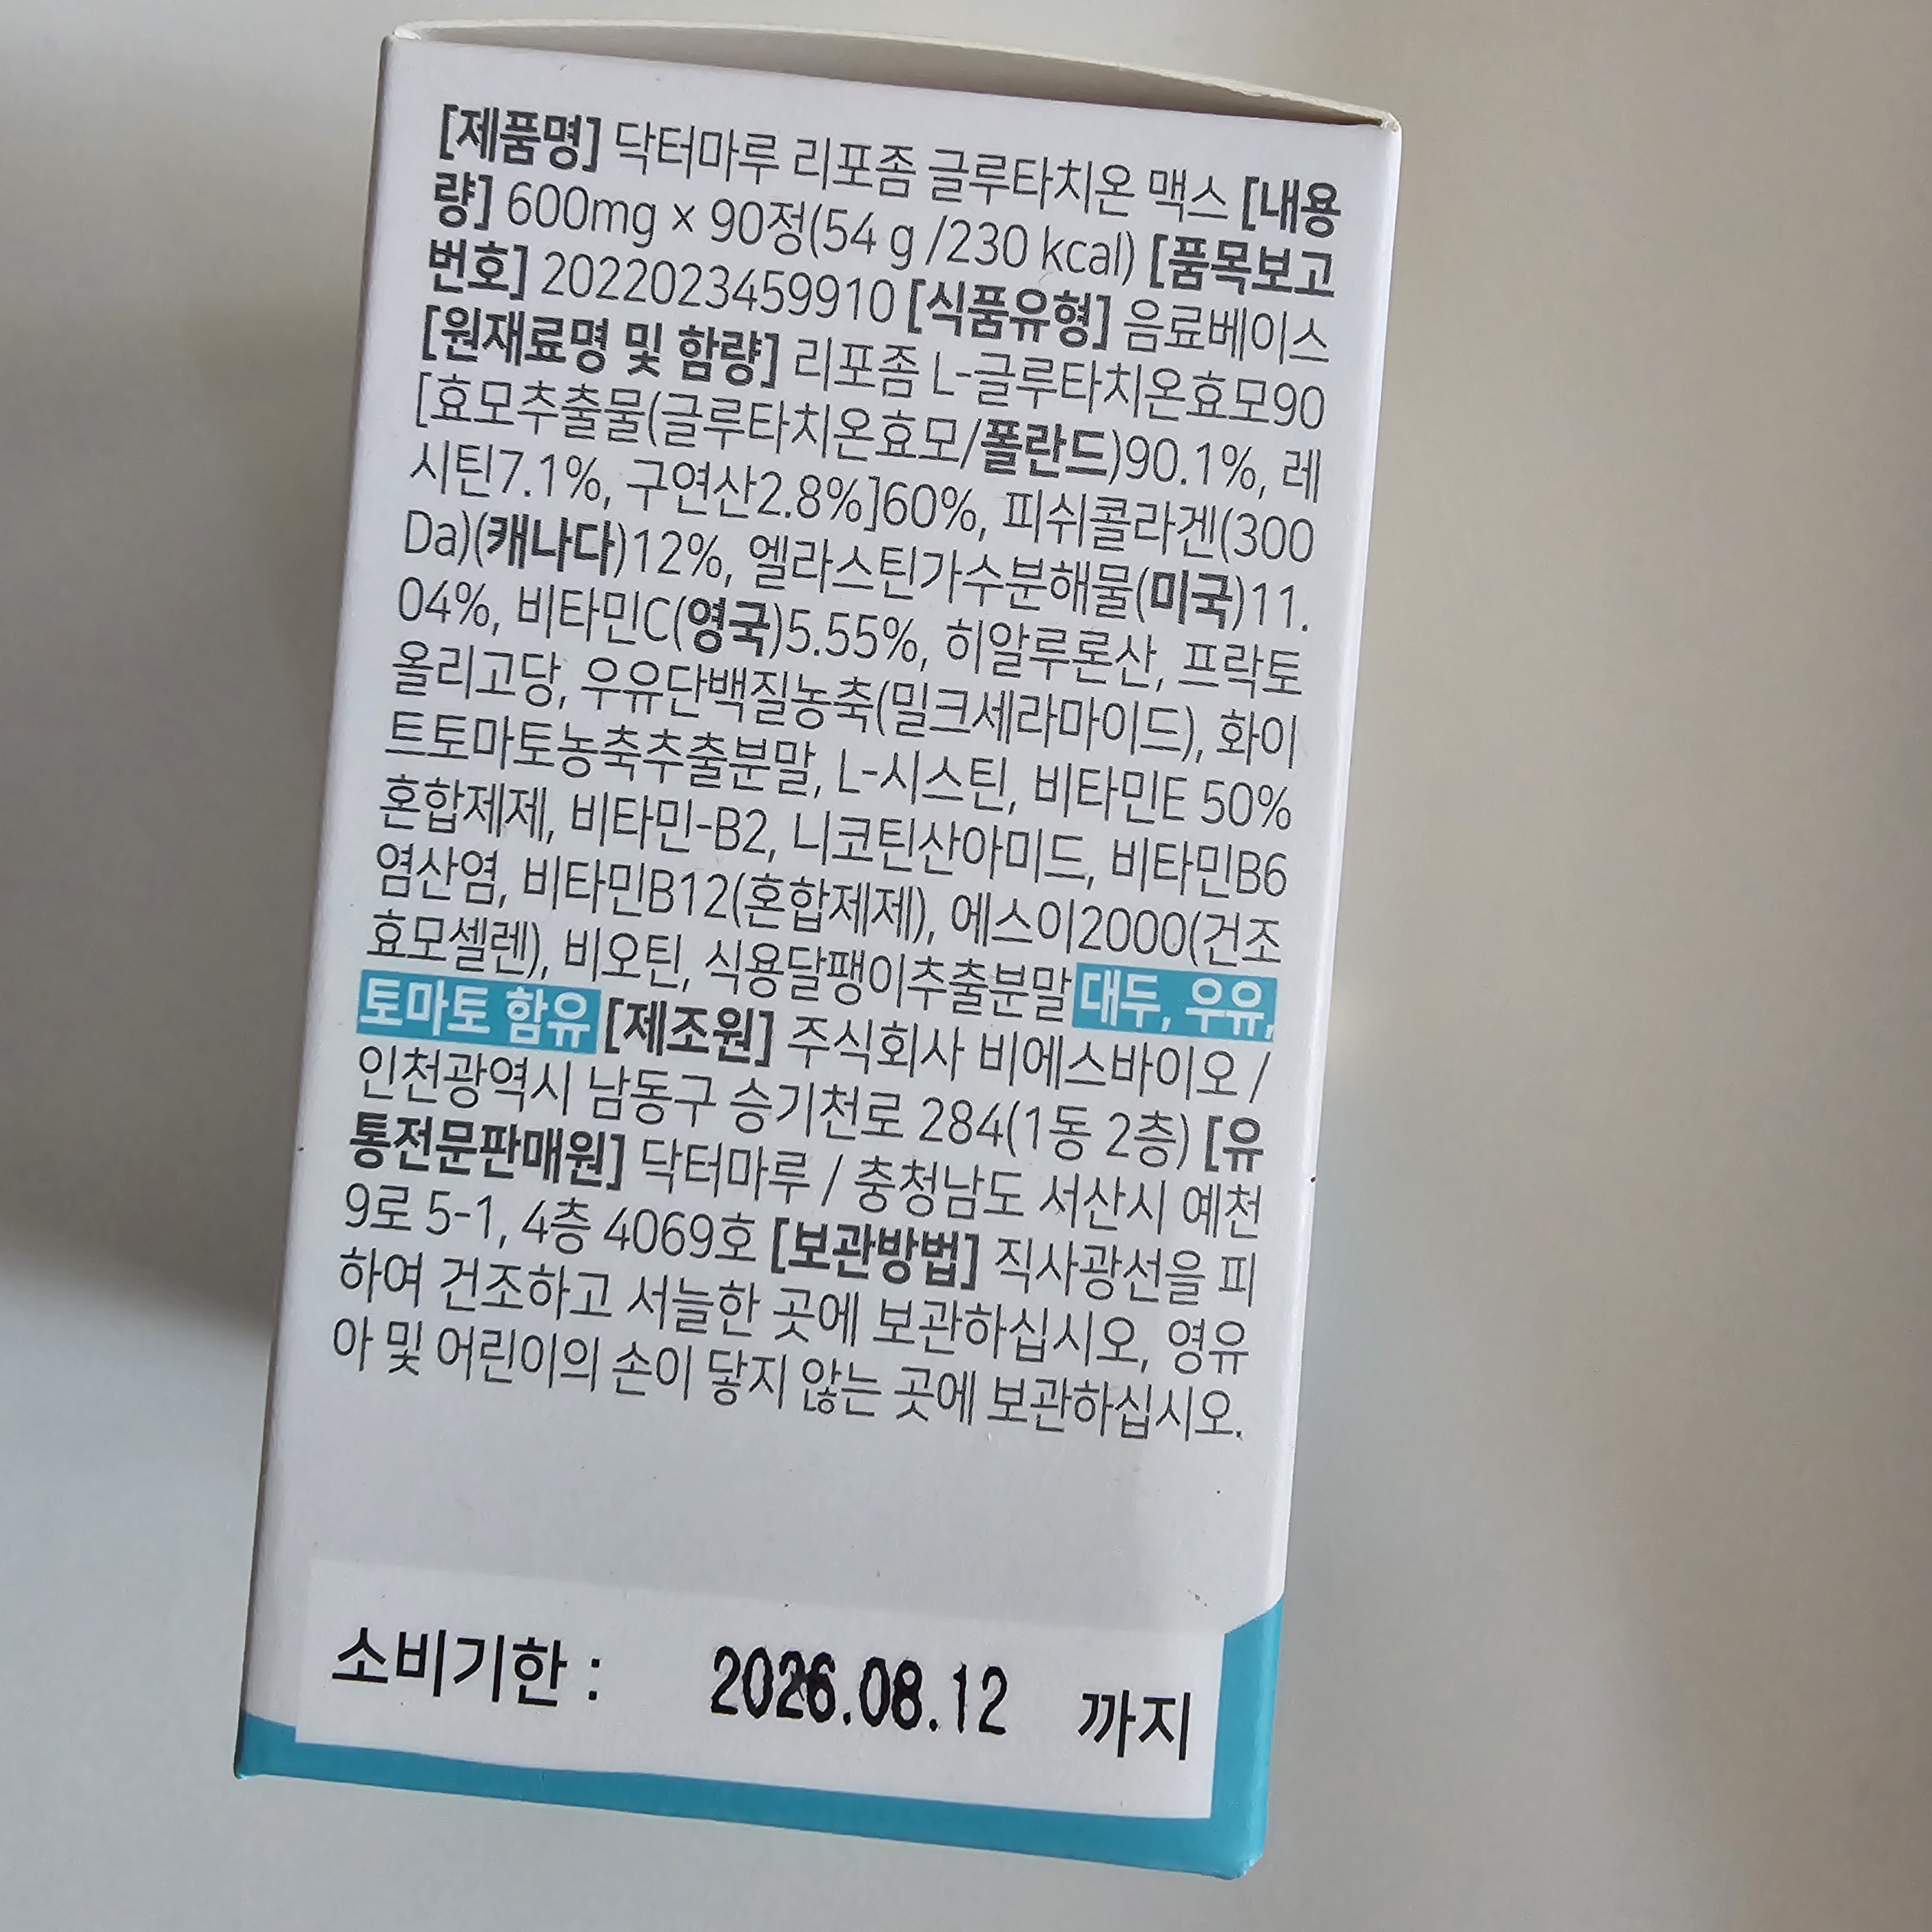 [제품명] 닥터마루 리포좀 글루타치온 맥스 [내용
량] 600mg × 90정(54 g /230 kcal) [품목보고
번호] 2022023459910 [식품유형] 음료베이스
[원재료명 및 함량] 리포좀 L-글루타치온효모90
[효모추출물(글루타치온효모/폴란드)90.1%, 레
시틴7.1%, 구연산2.8%]60%, 피쉬콜라겐(300
Da)(캐나다)12%, 엘라스틴가수분해물(미국)11.
04%, 비타민C(영국)5.55%, 히알루론산, 프락토
올리고당, 우유단백질농축(밀크세라마이드), 화이
트토마토농축추출분말, L-시스틴, 비타민E 50%
혼합제제, 비타민-B2, 니코틴산아미드, 비타민B6
염산염, 비타민B12(혼합제제), 에스이2000(건조
효모셀렌), 비오틴, 식용달팽이추출분말 대두, 우유,
토마토 함유 [제조원] 주식회사 비에스바이오 /
인천광역시 남동구 승기천로 284(1동 2층) [유
통전문판매원] 닥터마루 / 충청남도 서산시 예천
9로 5-1, 4층 4069호 [보관방법] 직사광선을 피
하여 건조하고 서늘한 곳에 보관하십시오, 영유
아 및 어린이의 손이 닿지 않는 곳에 보관하십시오.
소비기한 : 2026.08.12 까지